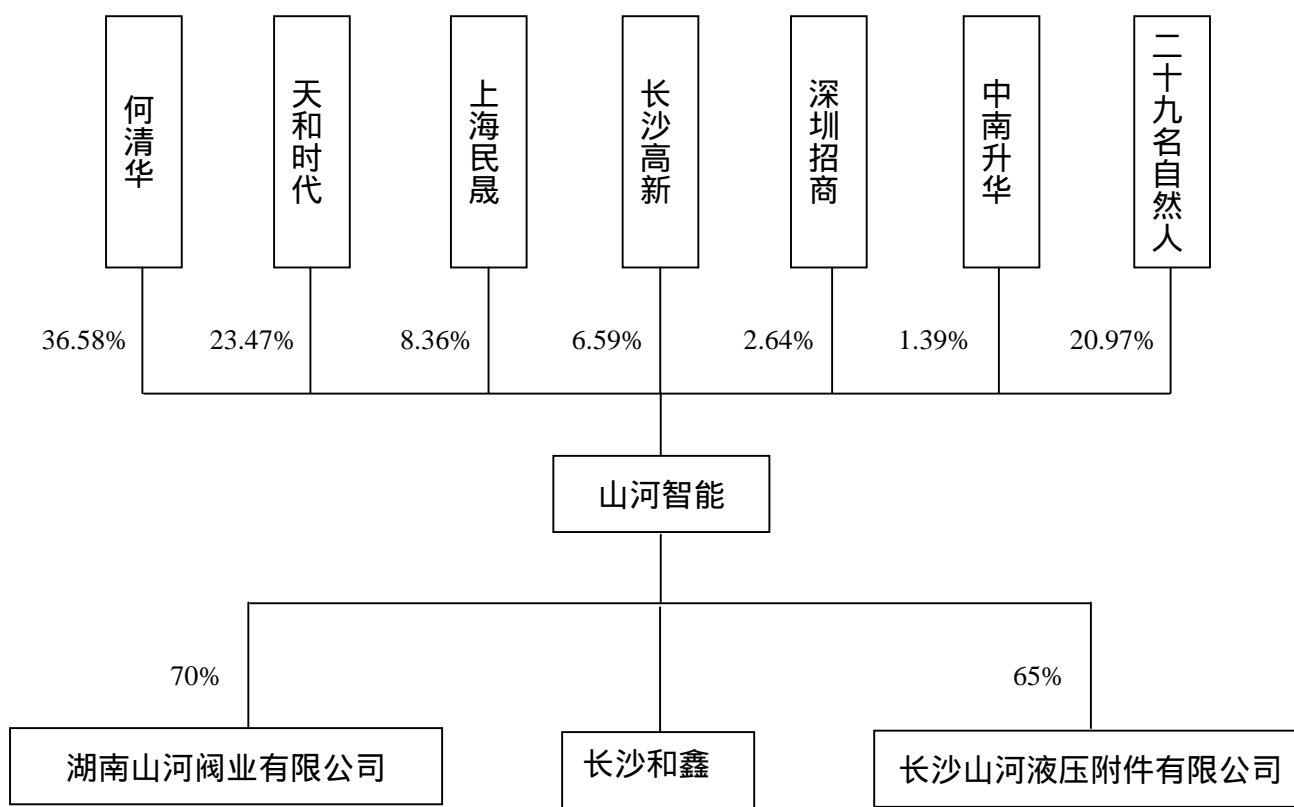 何清华
天和时代
上海民晟
长沙高新
深圳招商
中南升华
二十九名自然人
36.58%
23.47%
8.36%
6.59%
2.64%
1.39%
20.97%
山河智能
70%
65%
湖南山河阀业有限公司
长沙和鑫
长沙山河液压附件有限公司